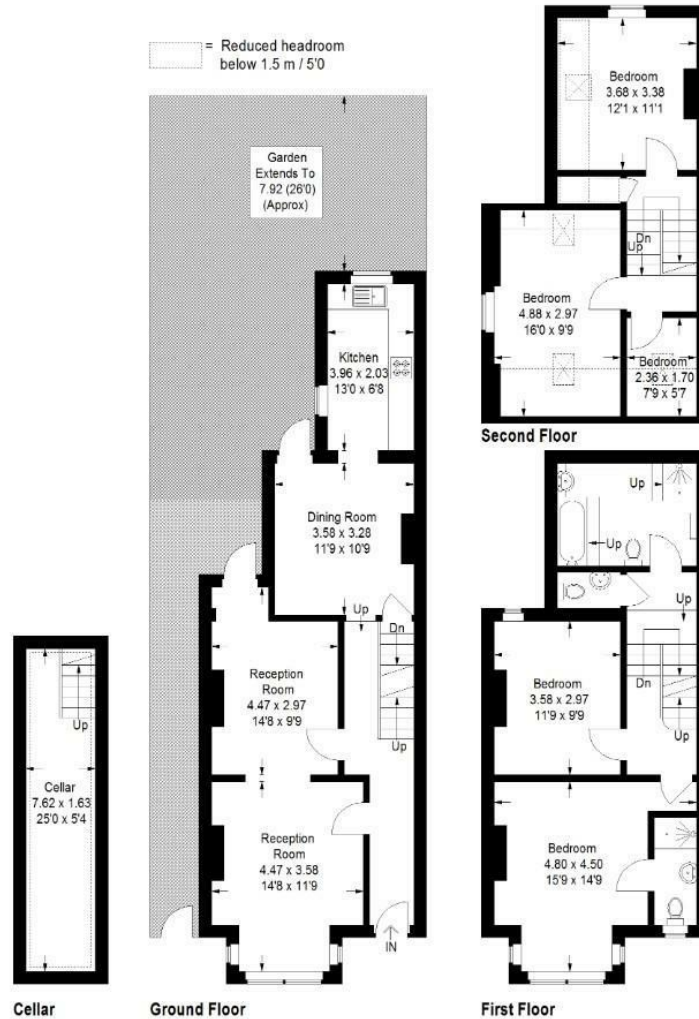 = Reduced headroom
below 1.5 m / 5'0
Garden
Extends To
7.92 (26'0)
(Approx)
Kitchen
3.96 x 2.03
13'0 x 6'8
Dining Room
3.58 x 3.28
11'9 x 10'9
Up
Dn
Reception
Room
4.47 x 2.97
14'8 x 9'9
Up
Reception
Room
4.47 x 3.58
14'8 x 11'9
IN
Ground Floor
Up
Cellar
7.62 x 1.63
25'0 x 5'4
Cellar
Bedroom
3.68 x 3.38
12'1 x 11'1
Dn
Up
Bedroom
4.88 x 2.97
16'0 x 9'9
Bedroom
2.36 x 1.70
7'9 x 5'7
Second Floor
Up
Up
Up
Bedroom
3.58 x 2.97
11'9 x 9'9
Dn
Up
Bedroom
4.80 x 4.50
15'9 x 14'9
First Floor